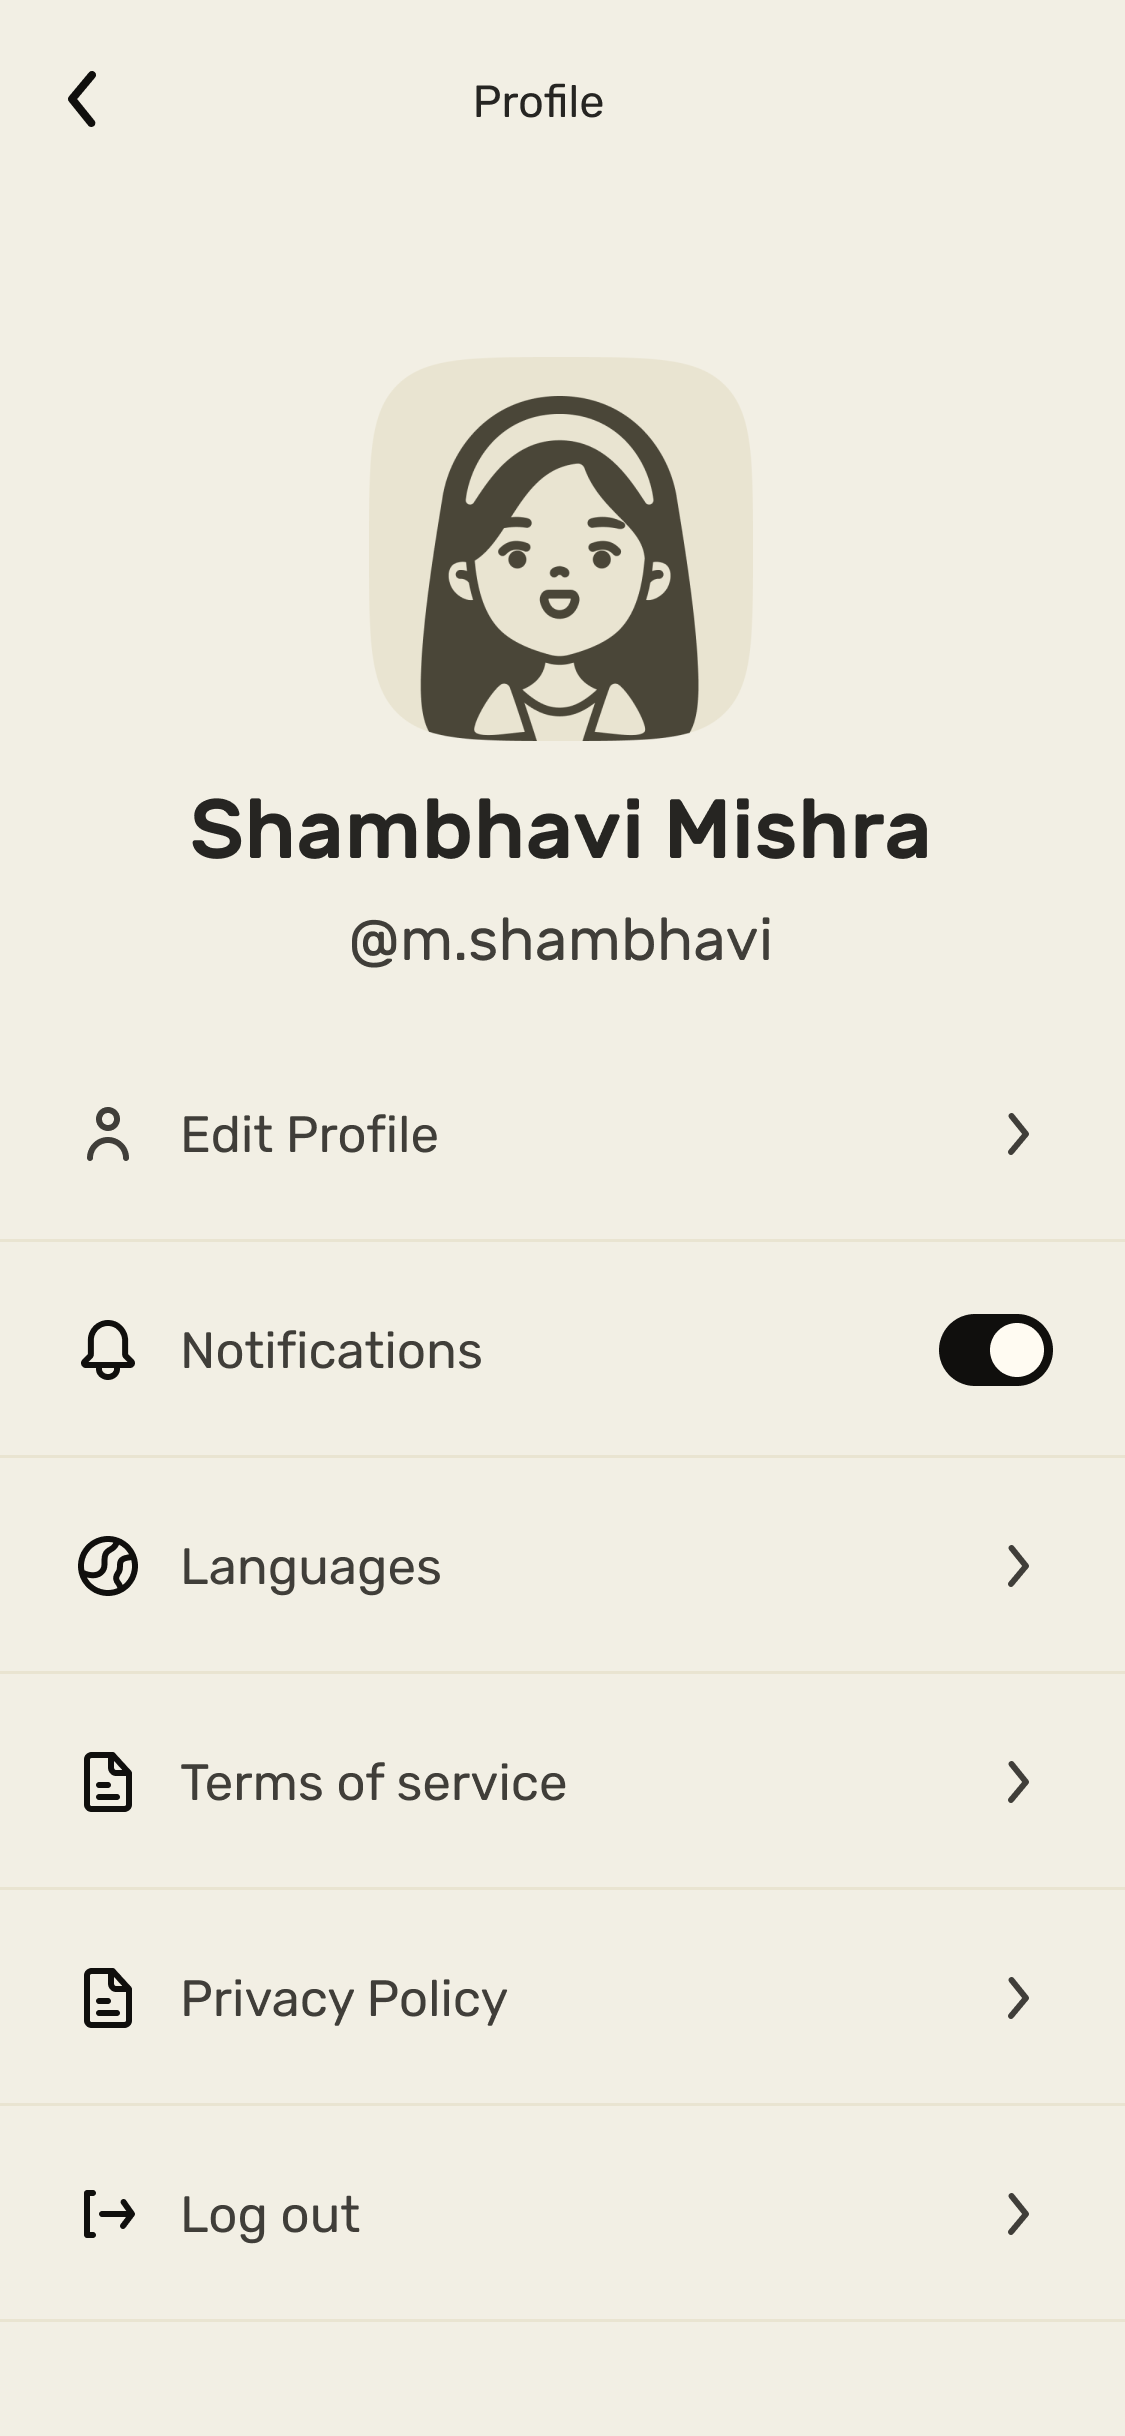 Profile
Shambhavi Mishra
@m.shambhavi
Edit Profile
Notifications
Languages
Terms of service
Privacy Policy
Log out